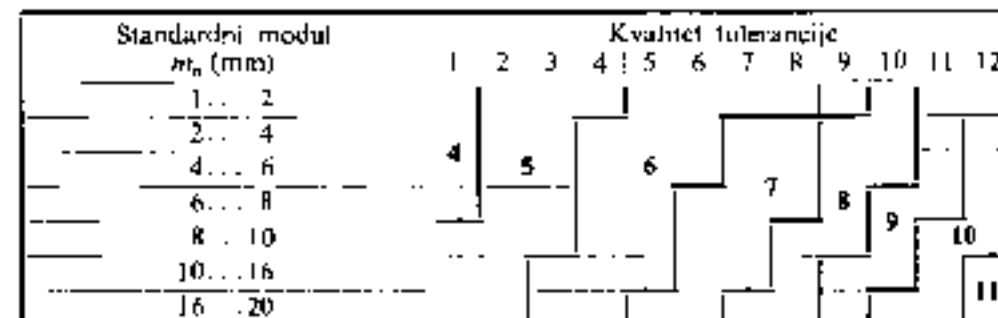 Standardni modul Kvalitet tolerancije
mn (mm) 1 2 3 4 5 6 7 8 9 10 11 12
1... 2
2... 4
4... 6 4 5 6
6... 8 7 8
8...10 9 10
10...16
16...20 11